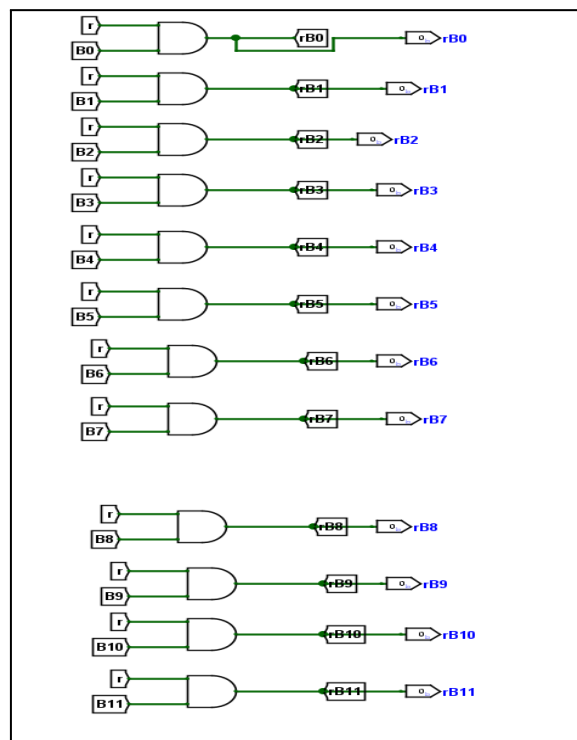 r
B0 rB0 rB0
r
B1 rB1 rB1
r
B2 rB2 rB2
r
B3 rB3 rB3
r
B4 rB4 rB4
r
B5 rB5 rB5
r
B6 rB6 rB6
r
B7 rB7 rB7
r
B8 rB8 rB8
r
B9 rB9 rB9
r
B10 rB10 rB10
r
B11 rB11 rB11